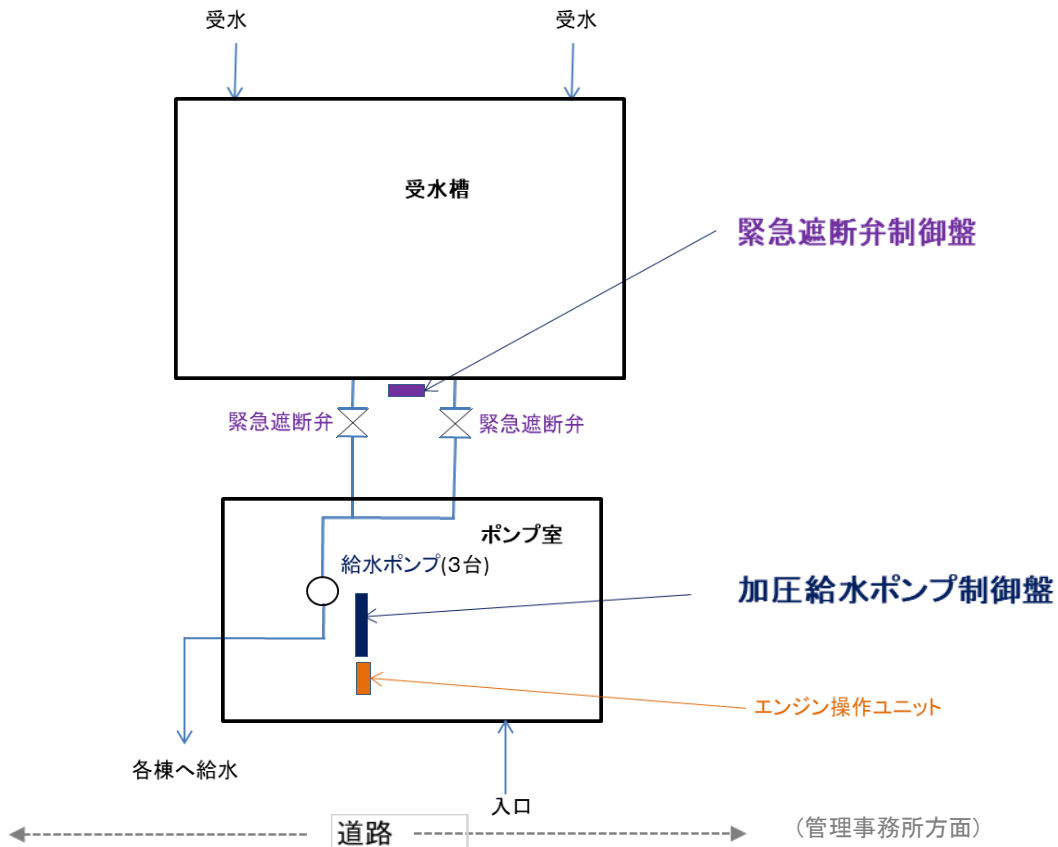 受水
受水
受水槽
緊急遮断弁制御盤
緊急遮断弁
緊急遮断弁
ポンプ室
給水ポンプ(3台)
加圧給水ポンプ制御盤
エンジン操作ユニット
各棟へ給水
入口
道路
（管理事務所方面）